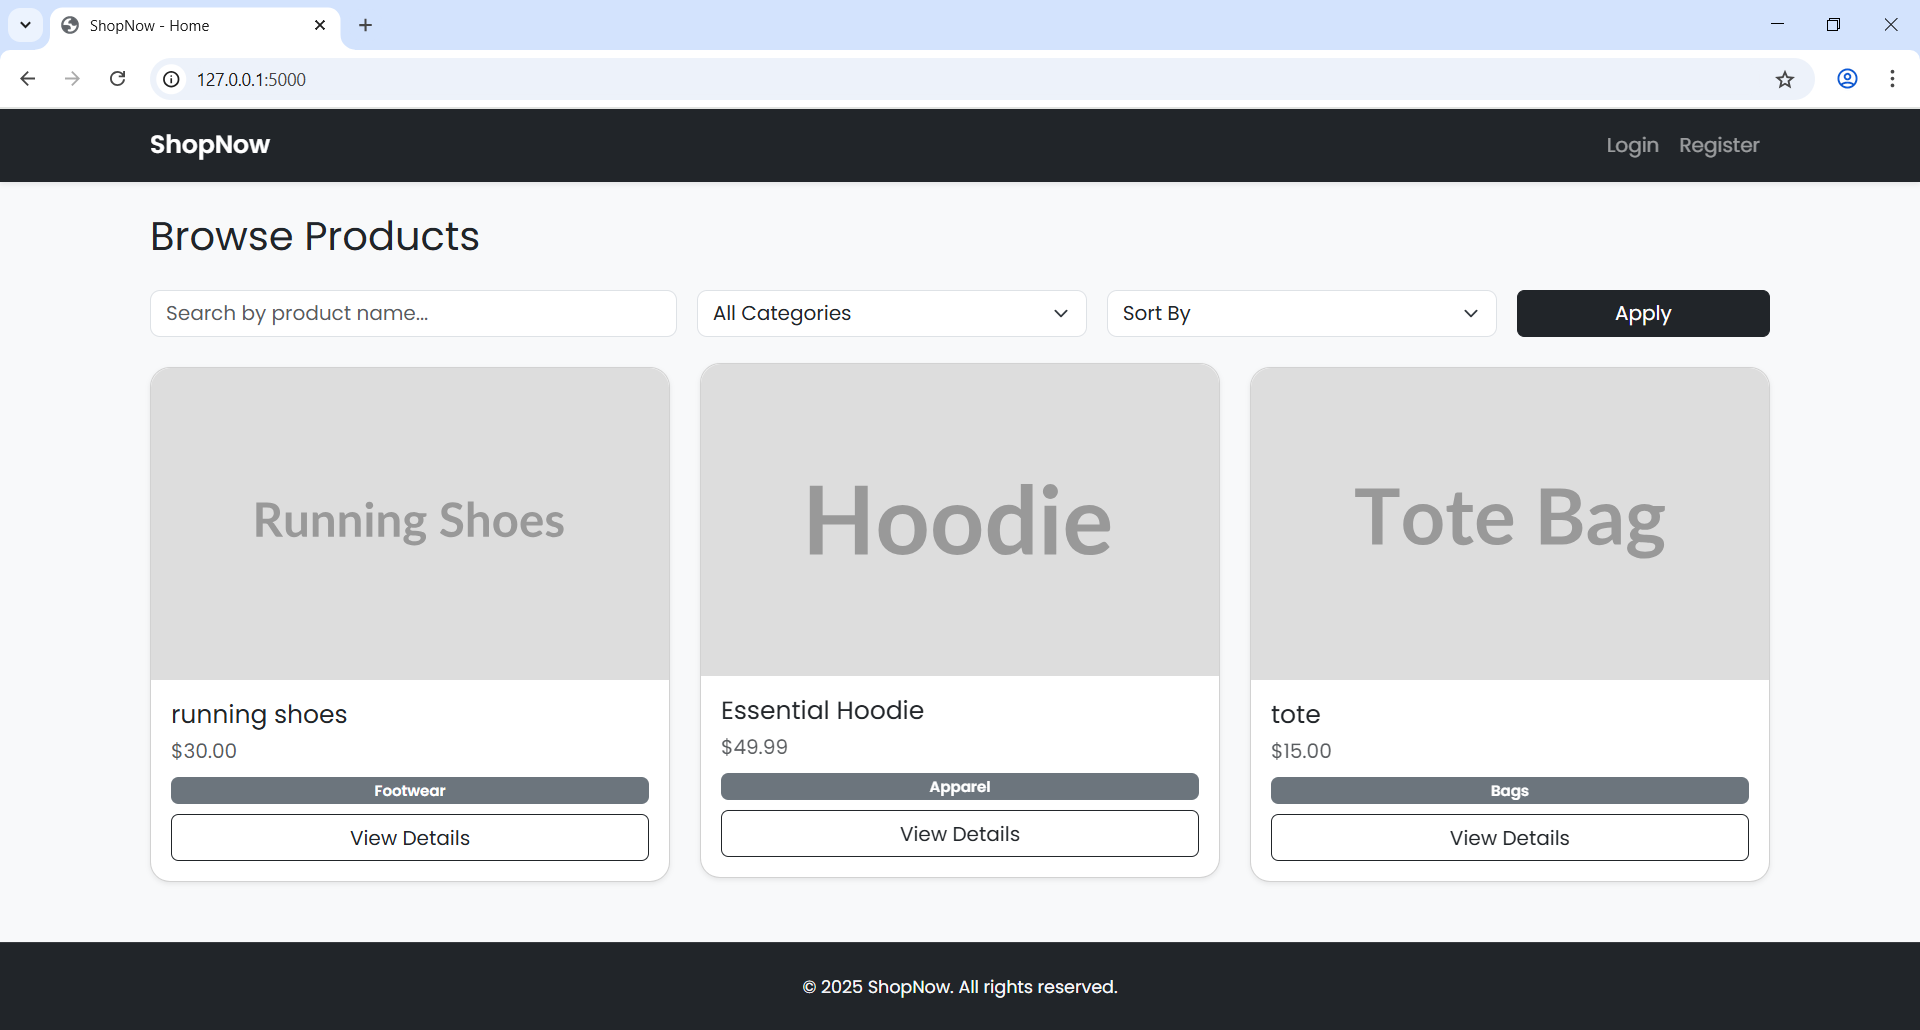 ShopNow - Home
127.0.0.1:5000
ShopNow
Login Register
Browse Products
Search by product name...
All Categories
Sort By
Apply
Running Shoes
running shoes
$30.00
Footwear
View Details
Hoodie
Essential Hoodie
$49.99
Apparel
View Details
Tote Bag
tote
$15.00
Bags
View Details
© 2025 ShopNow. All rights reserved.